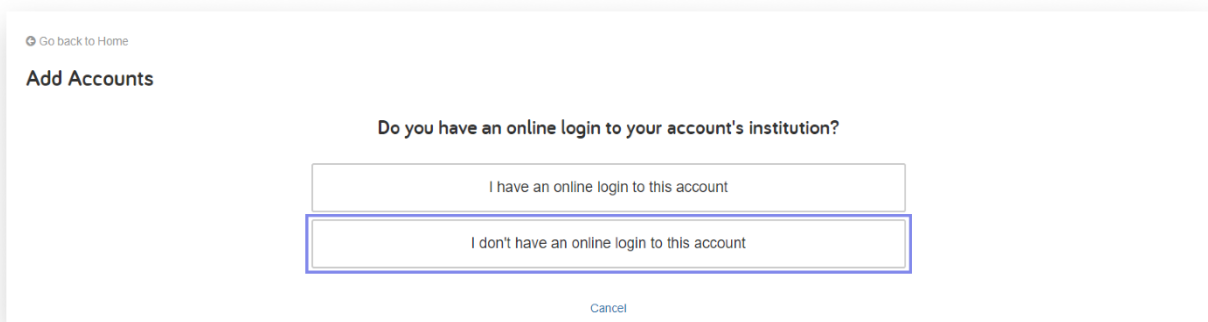 Go back to Home
Add Accounts
Do you have an online login to your account's institution?
I have an online login to this account
I don't have an online login to this account
Cancel